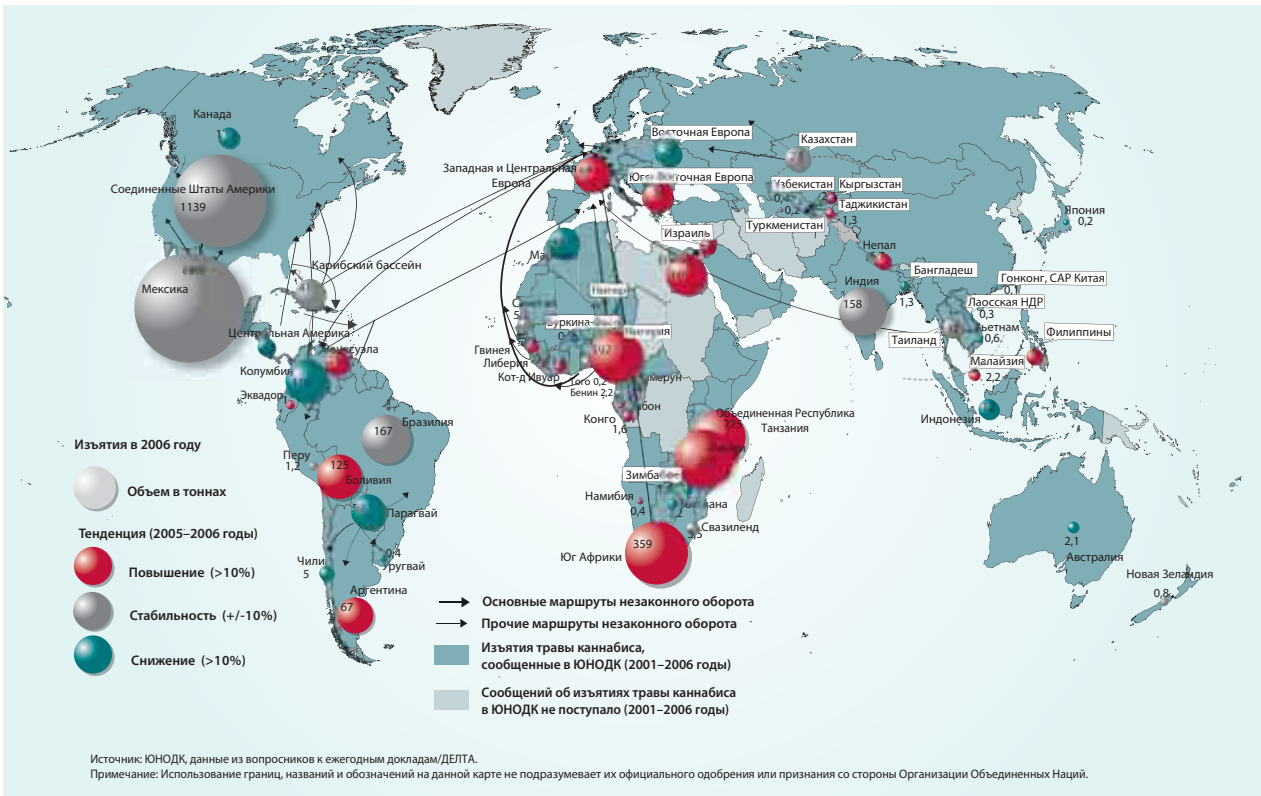 Канада
Соединенные Штаты Америки
1139
Мексика
Карибский бассейн
Центральная Америка
Колумбия
Эквадор
Бразилия
167
Перу
1,2
125
Боливия
Парагвай
0,4
Уругвай
Чили
5
Аргентина
67
Западная и Центральная
Европа
Восточная Европа
Казахстан
Узбекистан
Кыргызстан
0,2
Таджикистан
1,3
Туркменистан
Израиль
Япония
0,2
Непал
Индия
158
Бангладеш
1,3
Гонконг, САР Китая
0,1
Лаосская НДР
0,3
Вьетнам
0,6
Таиланд
Филиппины
Малайзия
2,2
Индонезия
Нигерия
197
Гвинея
Либерия
Кот-д'Ивуар
Того 0,2
Бенин 2,2
Конго
1,6
Объединенная Республика
Танзания
225
Намибия
0,4
Свазиленд
Юг Африки
359
2,1
Австралия
Новая Зеландия
0,8
Изъятия в 2006 году
Объем в тоннах
Тенденция (2005–2006 годы)
Повышение (>10%)
Стабильность (+/-10%)
Снижение (>10%)
Основные маршруты незаконного оборота
Прочие маршруты незаконного оборота
Изъятия травы каннабиса,
сообщенные в ЮНОДК (2001–2006 годы)
Сообщений об изъятиях травы каннабиса
в ЮНОДК не поступало (2001–2006 годы)
Источник: ЮНОДК, данные из вопросников к ежегодным докладам/ДЕЛТА.
Примечание: Использование границ, названий и обозначений на данной карте не подразумевает их официального одобрения или признания со стороны Организации Объединенных Наций.